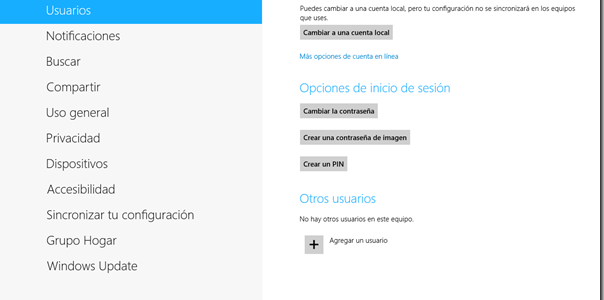 Usuarios
Notificaciones
Buscar
Compartir
Uso general
Privacidad
Dispositivos
Accesibilidad
Sincronizar tu configuración
Grupo Hogar
Windows Update
Puedes cambiar a una cuenta local, pero tu configuración no se sincronizará en los equipos
que uses.
Cambiar a una cuenta local
Más opciones de cuenta en línea
Opciones de inicio de sesión
Cambiar la contraseña
Crear una contraseña de imagen
Crear un PIN
Otros usuarios
No hay otros usuarios en este equipo.
Agregar un usuario